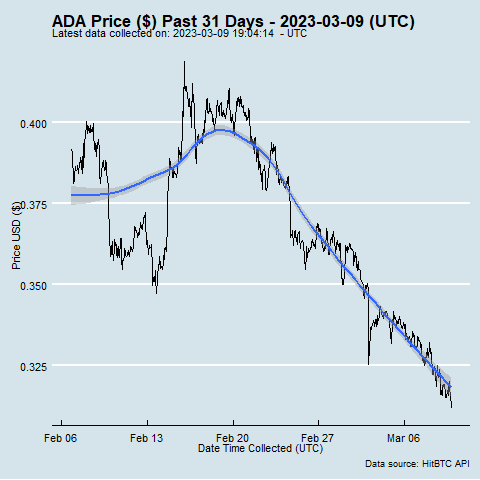 ADA Price ($) Past 31 Days - 2023-03-09 (UTC)
Latest data collected on: 2023-03-09 19:04:14 - UTC
Price USD ($)
0.400
0.375
0.350
0.325
Feb 06 Feb 13 Feb 20 Feb 27 Mar 06
Date Time Collected (UTC)
Data source: HitBTC API